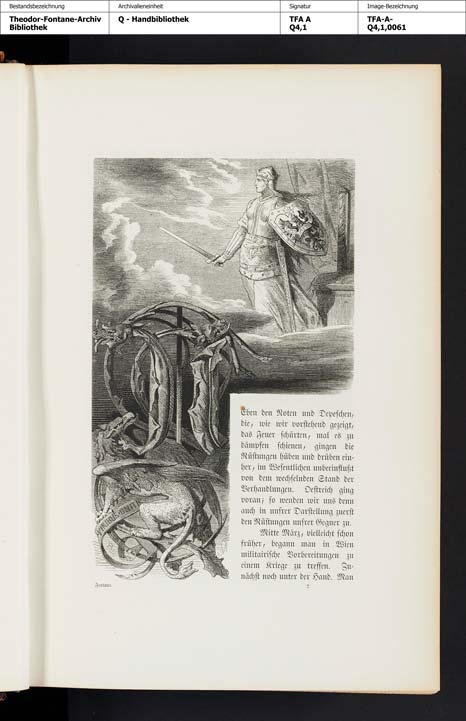 Bestandsbezeichnung
Archivalieneinheit
Signatur
Image-Bezeichnung
Theodor-Fontane-Archiv
Bibliothek
Q - Handbibliothek
TFA A
Q4,1
TFA-A-
Q4,1,0061
Eben den Noten und Depeschen,
die, wie wir vorstehend gezeigt,
das Feuer schürten, mal es zu
dämpfen schienen, gingen die
Rüstungen hüben und drüben ein-
her, im Wesentlichen unbeeinflußt
von dem wechselnden Stand der
Verhandlungen. Oestreich ging
voran; so wenden wir uns denn
auch in unsrer Darstellung zuerst
den Rüstungen unsrer Gegner zu.
Mitte März, vielleicht schon
früher, begann man in Wien
militairische Vorbereitungen zu
einem Kriege zu treffen. Zu-
nächst noch unter der Hand. Man
Fontane.